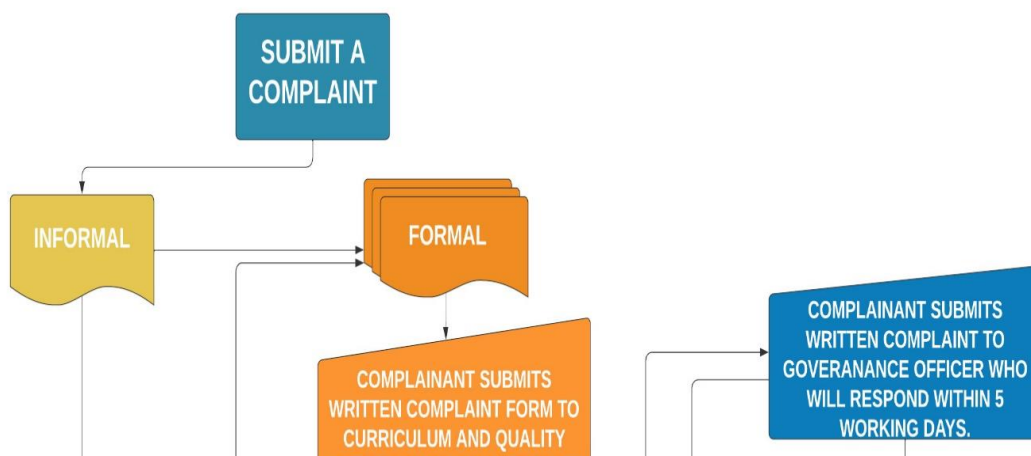 SUBMIT A
COMPLAINT
INFORMAL
FORMAL
COMPLAINANT SUBMITS
WRITTEN COMPLAINT FORM TO
CURRICULUM AND QUALITY
COMPLAINANT SUBMITS
WRITTEN COMPLAINT TO
GOVERANANCE OFFICER WHO
WILL RESPOND WITHIN 5
WORKING DAYS.